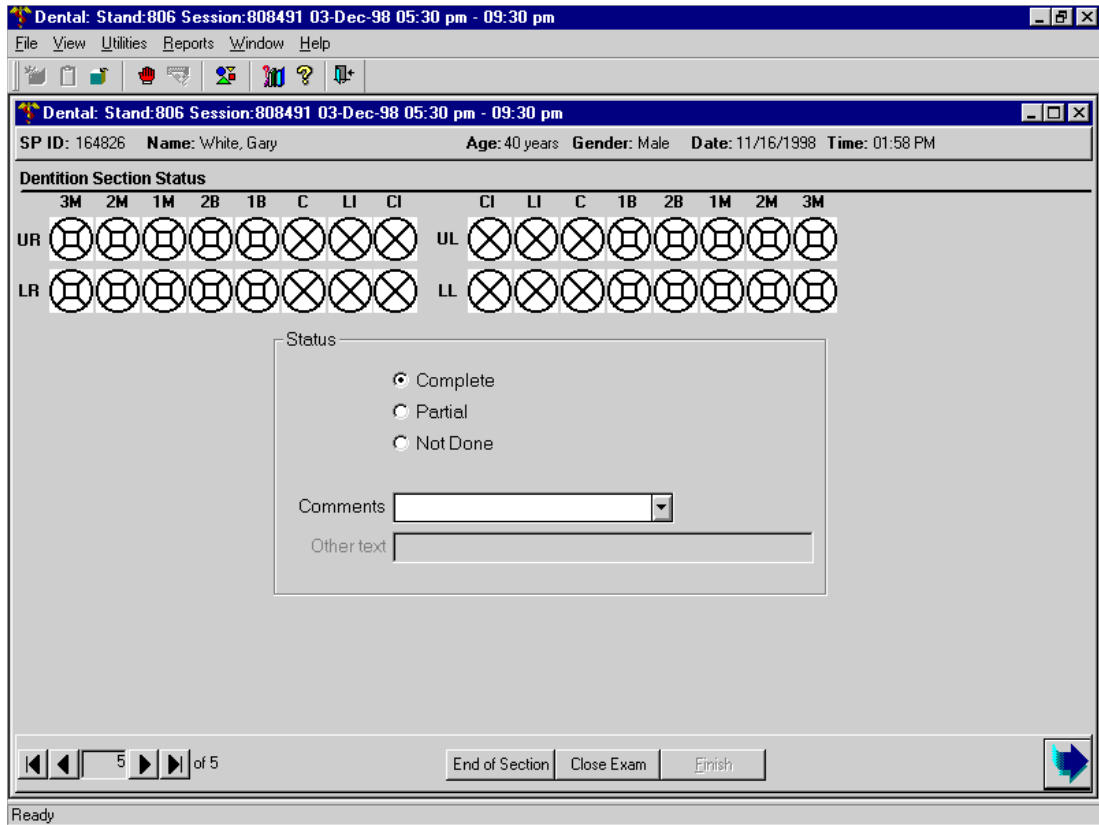 Dental: Stand:806 Session:808491 03-Dec-98 05:30 pm - 09:30 pm
File View Utilities Reports Window Help
Dental: Stand:806 Session:808491 03-Dec-98 05:30 pm - 09:30 pm
SP ID: 164826 Name: White, Gary Age: 40 years Gender: Male Date: 11/16/1998 Time: 01:58 PM
Dentition Section Status
3M 2M 1M 2B 1B C LI CI CI LI C 1B 2B 1M 2M 3M
UR UL
LR LL
Status
Complete
Partial
Not Done
Comments
Other text
5 of 5 End of Section Close Exam Finish
Ready